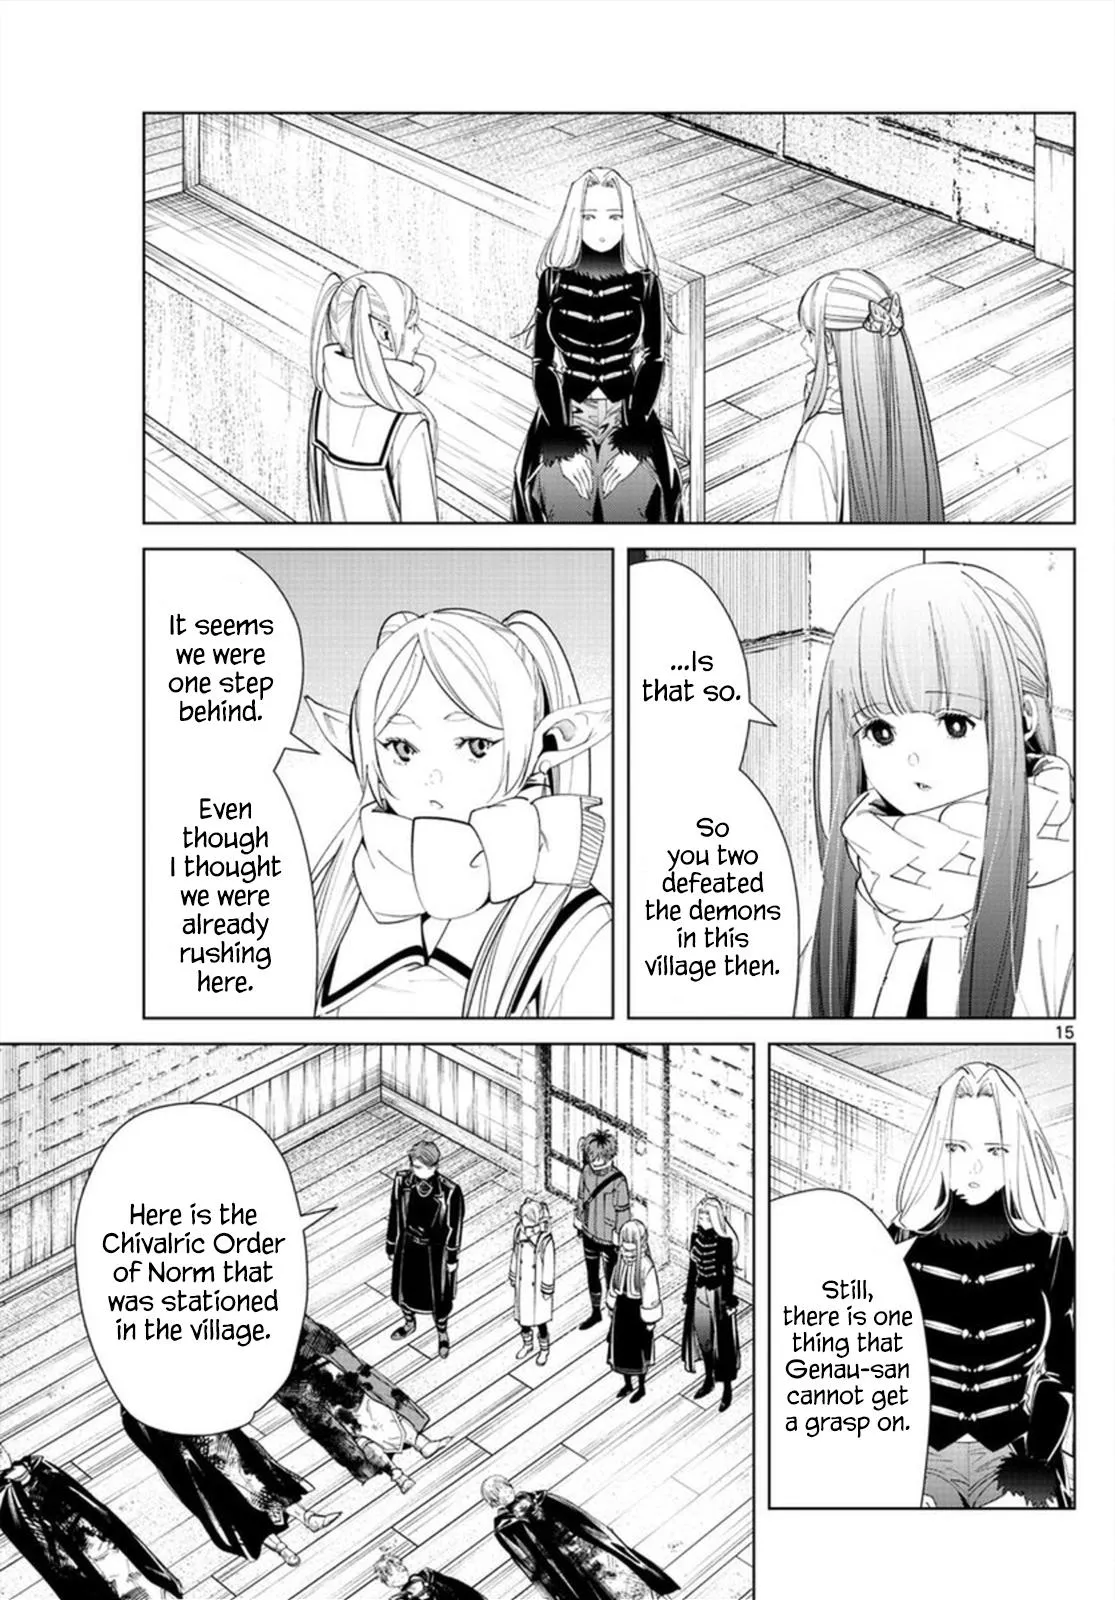 ...Is
that so.
So
you two
defeated
the demons
in this
village then.
It seems
we were
one step
behind.
Even
though
I thought
we were
already
rushing
here.
15
Still,
there is one
thing that
Genau-san
cannot get
a grasp on.
Here is the
Chivalric Order
of Norm that
was stationed
in the village.